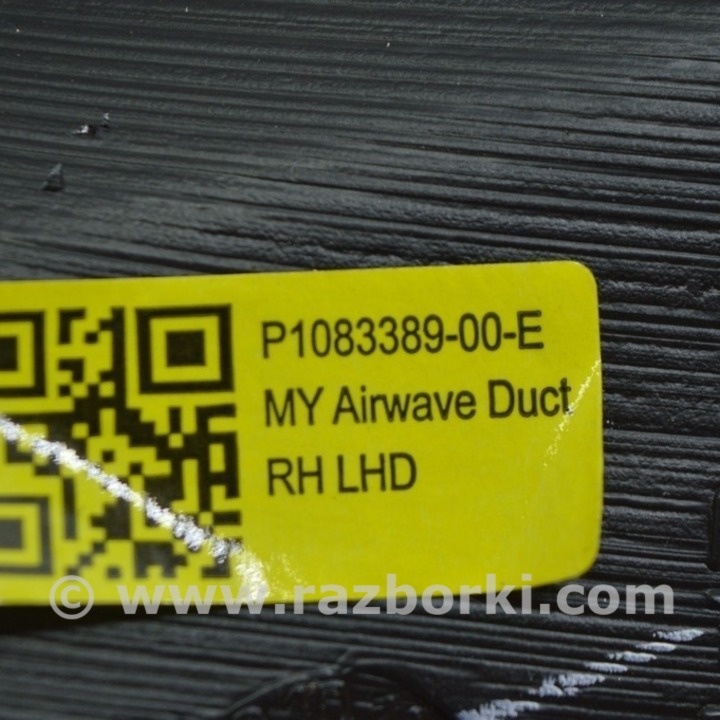 P1083389-00-E
MY Airwave Duct
RH LHD
© www.razborki.com